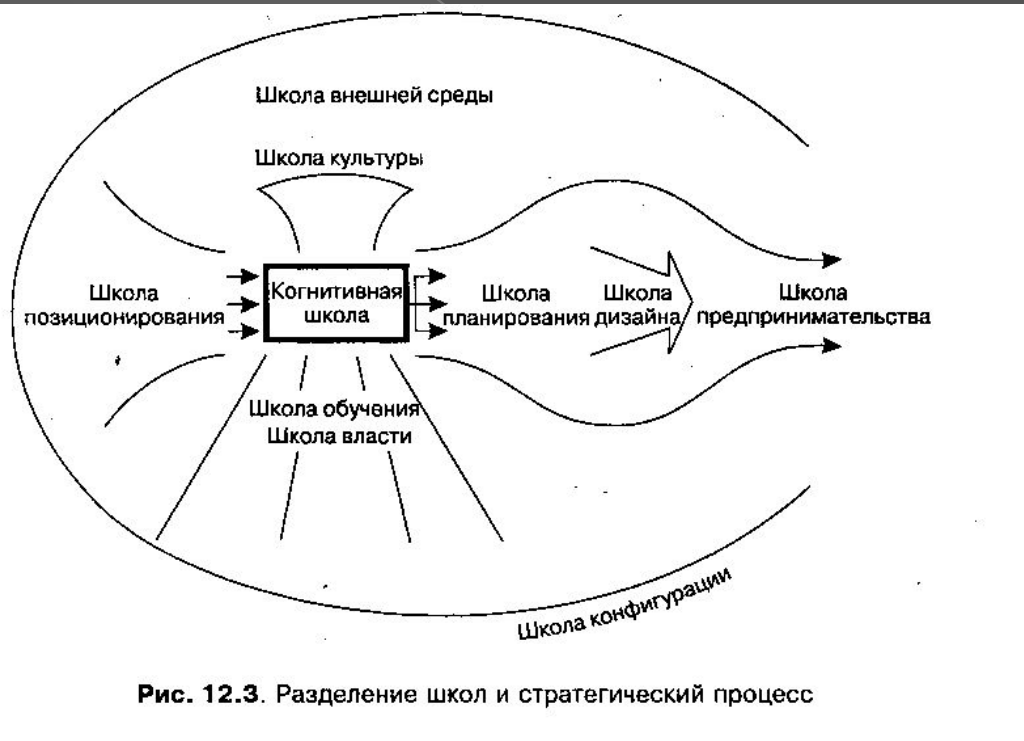 Школа внешней среды
Школа культуры
Школа
позиционирования
Когнитивная
школа
Школа
планирования
Школа
дизайна
Школа
предпринимательства
Школа обучения
Школа власти
Школа конфигурации
Рис. 12.3. Разделение школ и стратегический процесс